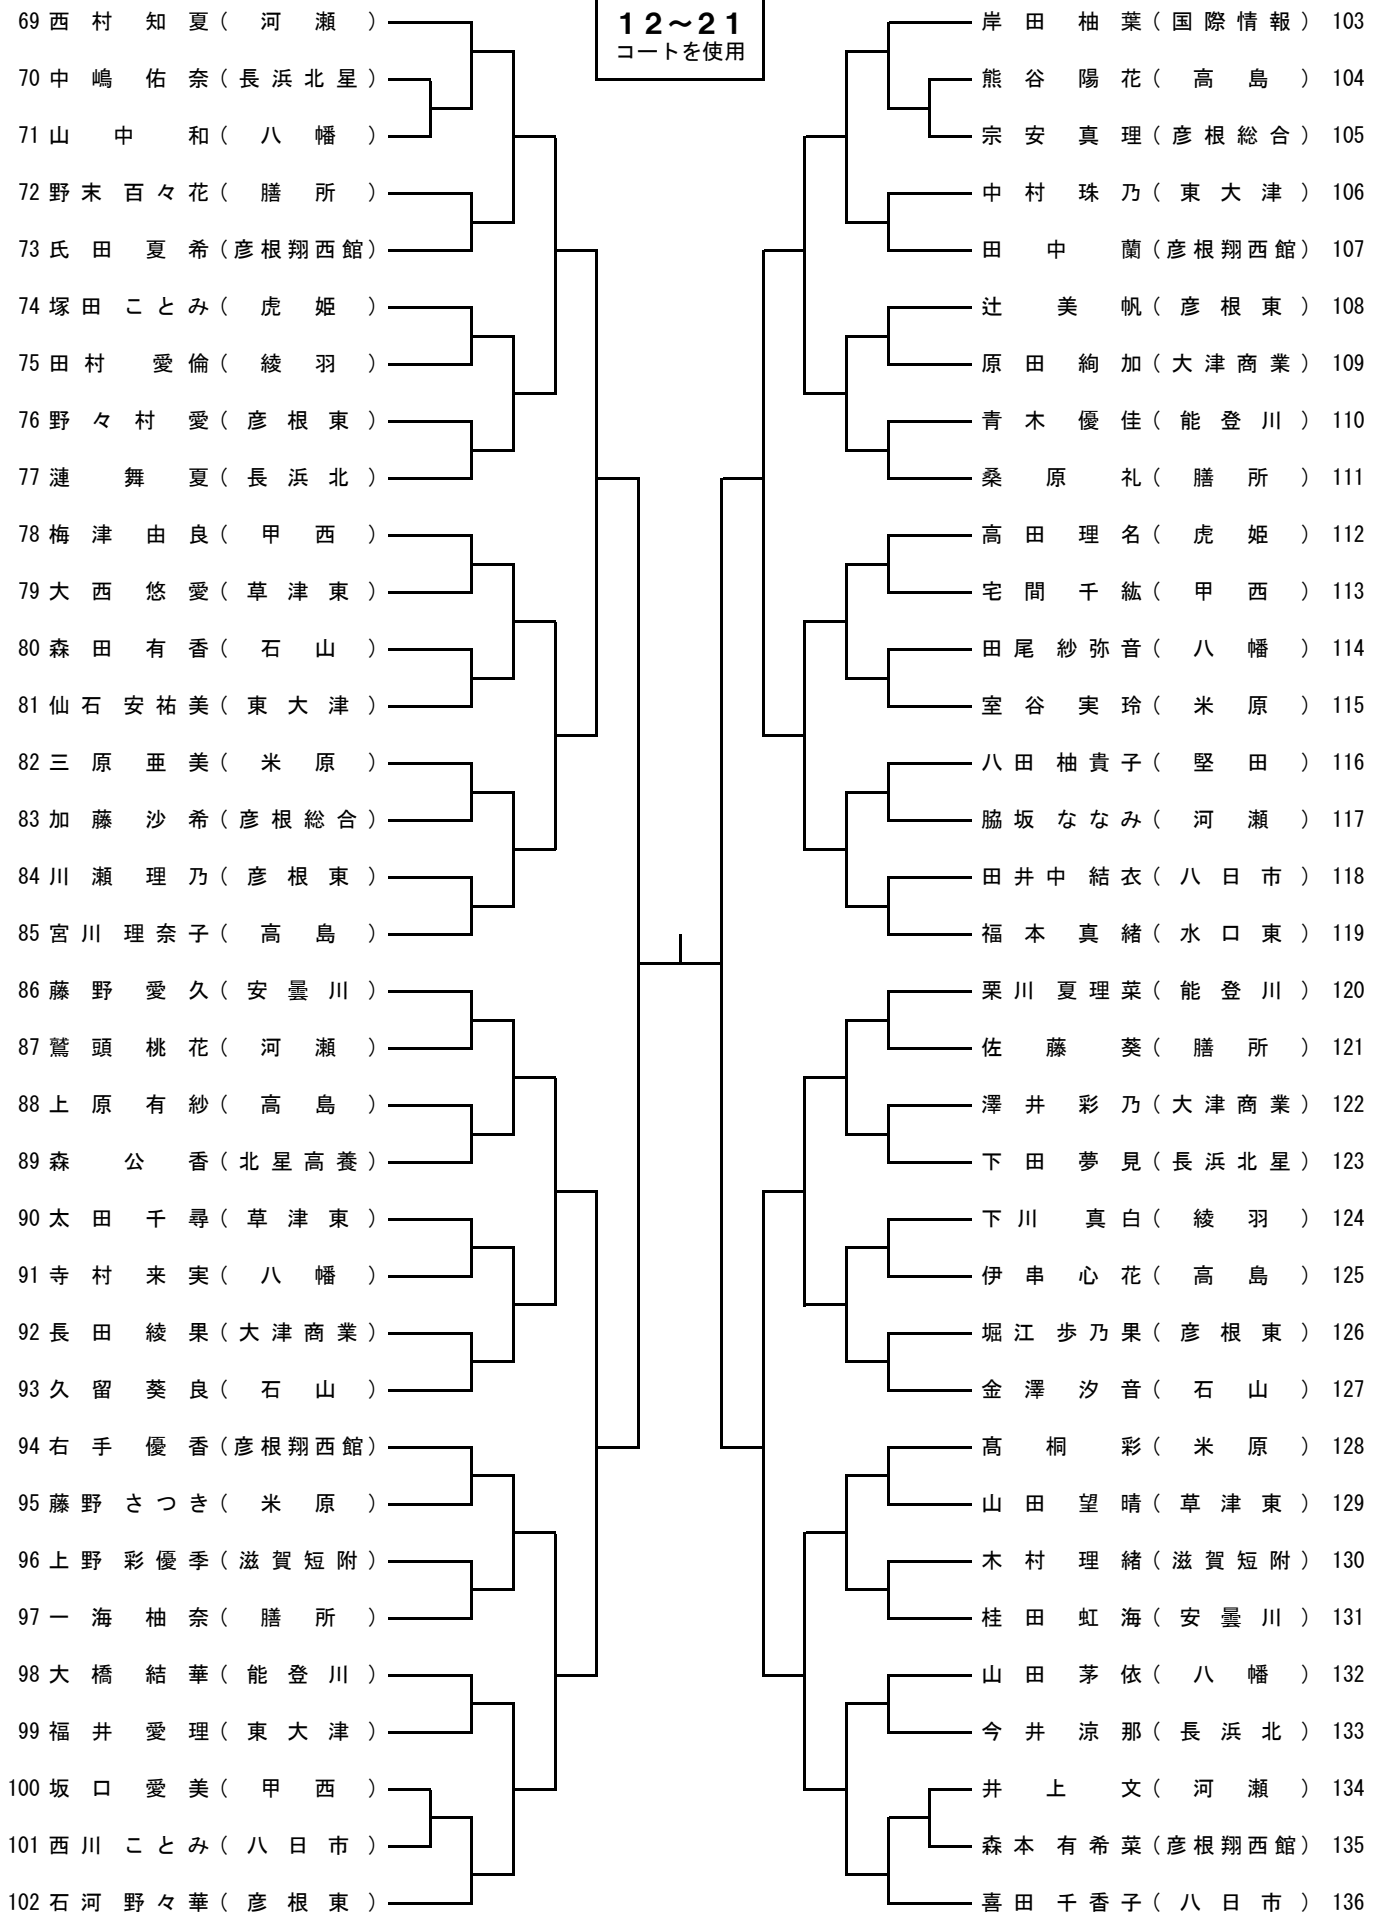 12～21
コートを使用
69 西村 知夏 (河瀬)
70 中嶋 佑奈 (長浜北星)
71 山中 和 (八幡)
72 野末 百々花 (膳所)
73 氏田 夏希 (彦根翔西館)
74 塚田 ことみ (虎姫)
75 田村 愛倫 (綾羽)
76 野々村 愛 (彦根東)
77 漣 舞夏 (長浜北)
78 梅津 由良 (甲西)
79 大西 悠愛 (草津東)
80 森田 有香 (石山)
81 仙石 安祐美 (東大津)
82 三原 亜美 (米原)
83 加藤 沙希 (彦根総合)
84 川瀬 理乃 (彦根東)
85 宮川 理奈子 (高島)
86 藤野 愛久 (安曇川)
87 鷲頭 桃花 (河瀬)
88 上原 有紗 (高島)
89 森 公香 (北星高養)
90 太田 千尋 (草津東)
91 寺村 来実 (八幡)
92 長田 綾果 (大津商業)
93 久留 葵良 (石山)
94 右手 優香 (彦根翔西館)
95 藤野 さつき (米原)
96 上野 彩優季 (滋賀短附)
97 一海 柚奈 (膳所)
98 大橋 結華 (能登川)
99 福井 愛理 (東大津)
100 坂口 愛美 (甲西)
101 西川 ことみ (八日市)
102 石河 野々華 (彦根東)
岸田 柚葉 (国際情報) 103
熊谷 陽花 (高島) 104
宗安 真理 (彦根総合) 105
中村 珠乃 (東大津) 106
田中 蘭 (彦根翔西館) 107
辻 美帆 (彦根東) 108
原田 絢加 (大津商業) 109
青木 優佳 (能登川) 110
桑原 礼 (膳所) 111
高田 理名 (虎姫) 112
宅間 千紘 (甲西) 113
田尾 紗弥音 (八幡) 114
室谷 実玲 (米原) 115
八田 柚貴子 (堅田) 116
脇坂 ななみ (河瀬) 117
田井中 結衣 (八日市) 118
福本 真緒 (水口東) 119
栗川 夏理菜 (能登川) 120
佐藤 葵 (膳所) 121
澤井 彩乃 (大津商業) 122
下田 夢見 (長浜北星) 123
下川 真白 (綾羽) 124
伊串 心花 (高島) 125
堀江 歩乃果 (彦根東) 126
金澤 汐音 (石山) 127
髙桐 彩 (米原) 128
山田 望晴 (草津東) 129
木村 理緒 (滋賀短附) 130
桂田 虹海 (安曇川) 131
山田 茅依 (八幡) 132
今井 涼那 (長浜北) 133
井上 文 (河瀬) 134
森本 有希菜 (彦根翔西館) 135
喜田 千香子 (八日市) 136